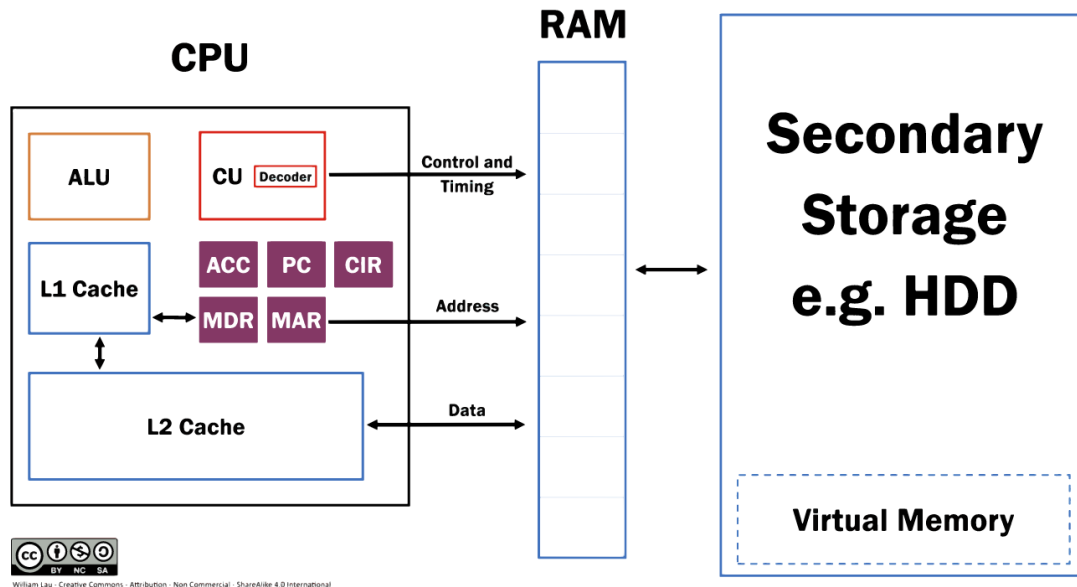 CPU
RAM
ALU
CU
Decoder
L1 Cache
ACC
PC
CIR
MDR
MAR
L2 Cache
Control and
Timing
Address
Data
Secondary
Storage
e.g. HDD
Virtual Memory
cc
BY NC SA
William Lau - Creative Commons - Attribution - Non Commercial - ShareAlike 4.0 International